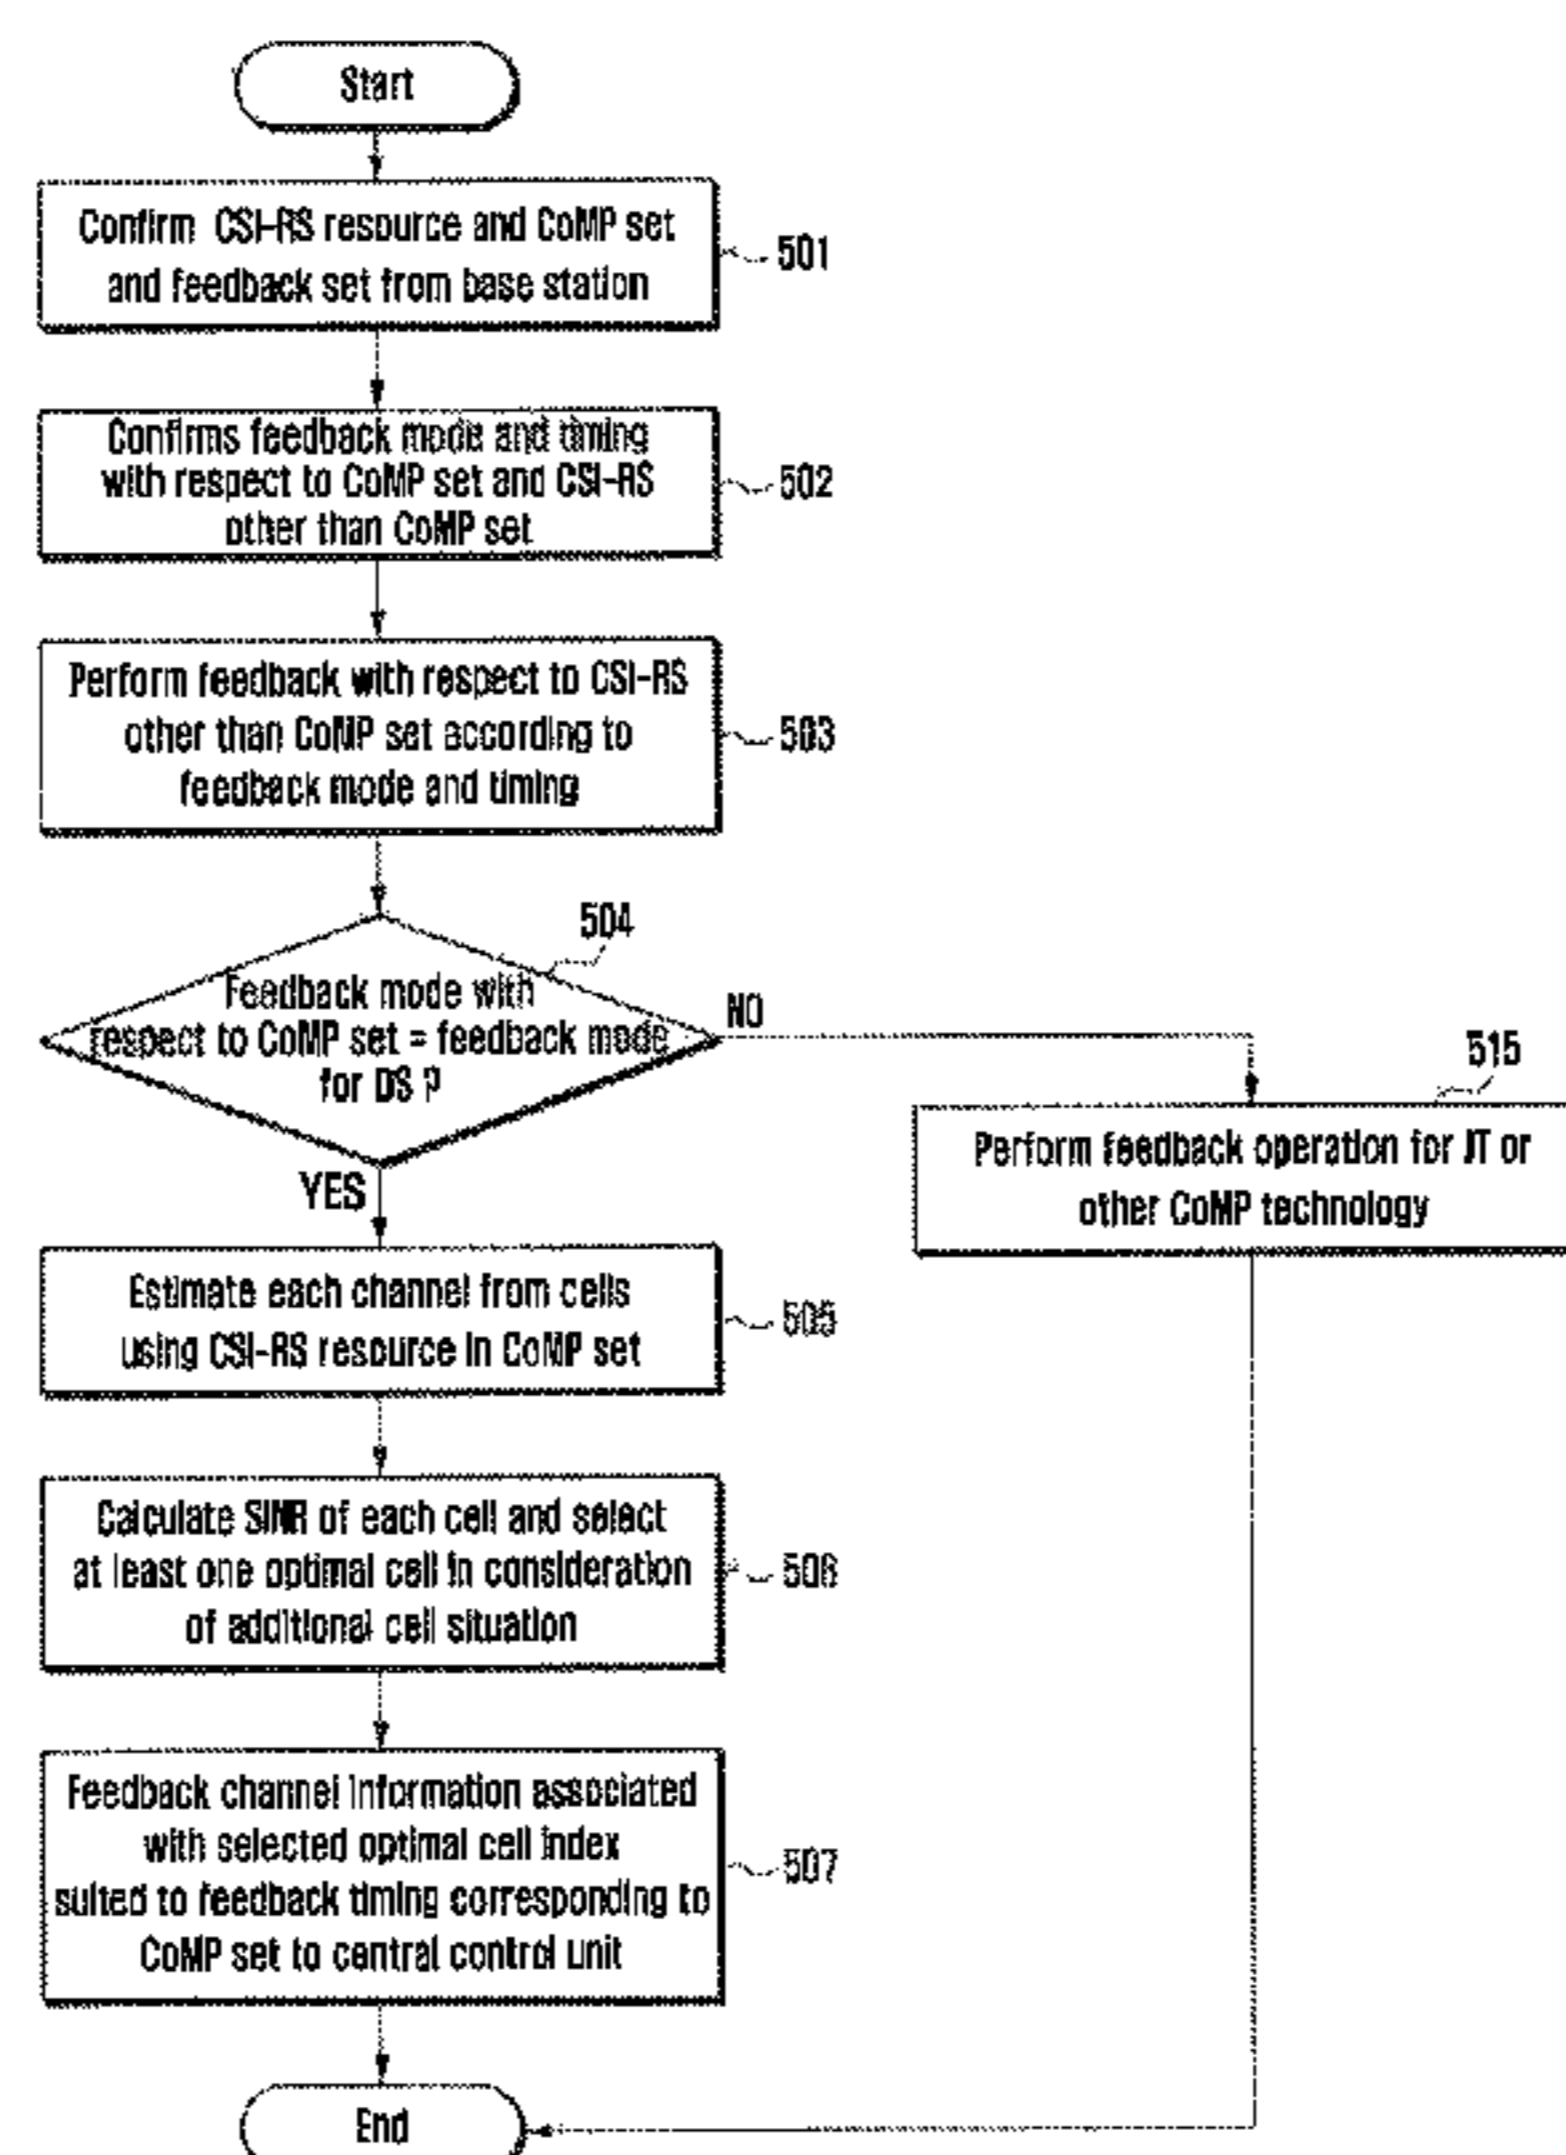 Start
Confirm CSI-RS resource and CoMP set
and feedback set from base station
501
Confirms feedback mode and timing
with respect to CoMP set and CSI-RS
other than CoMP set
502
Perform feedback with respect to CSI-RS
other than CoMP set according to
feedback mode and timing
503
504
Feedback mode with
respect to CoMP set = feedback mode
for DS ?
NO
YES
515
Perform feedback operation for JT or
other CoMP technology
Estimate each channel from cells
using CSI-RS resource in CoMP set
505
Calculate SINR of each cell and select
at least one optimal cell in consideration
of additional cell situation
506
Feedback channel information associated
with selected optimal cell index
suited to feedback timing corresponding to
CoMP set to central control unit
507
End